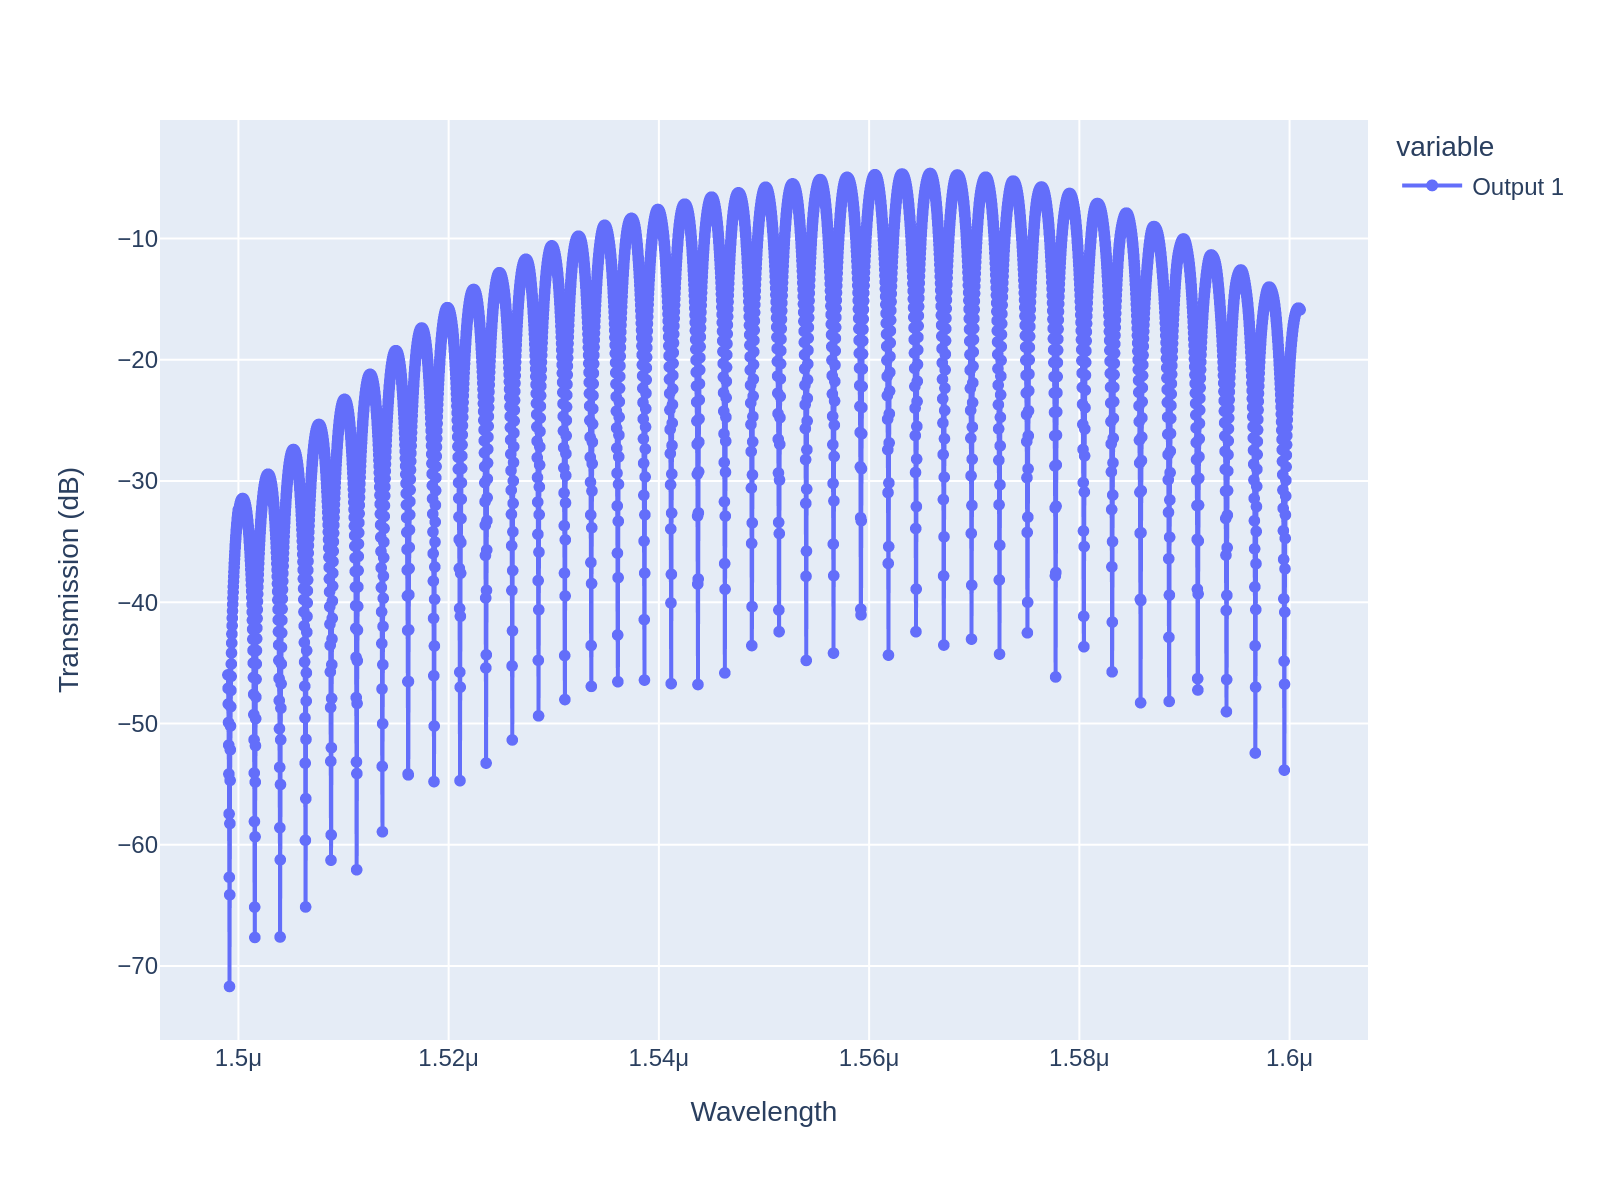 variable
Output 1
−10
−20
−30
−40
−50
−60
−70
Transmission (dB)
1.5μ 1.52μ 1.54μ 1.56μ 1.58μ 1.6μ
Wavelength